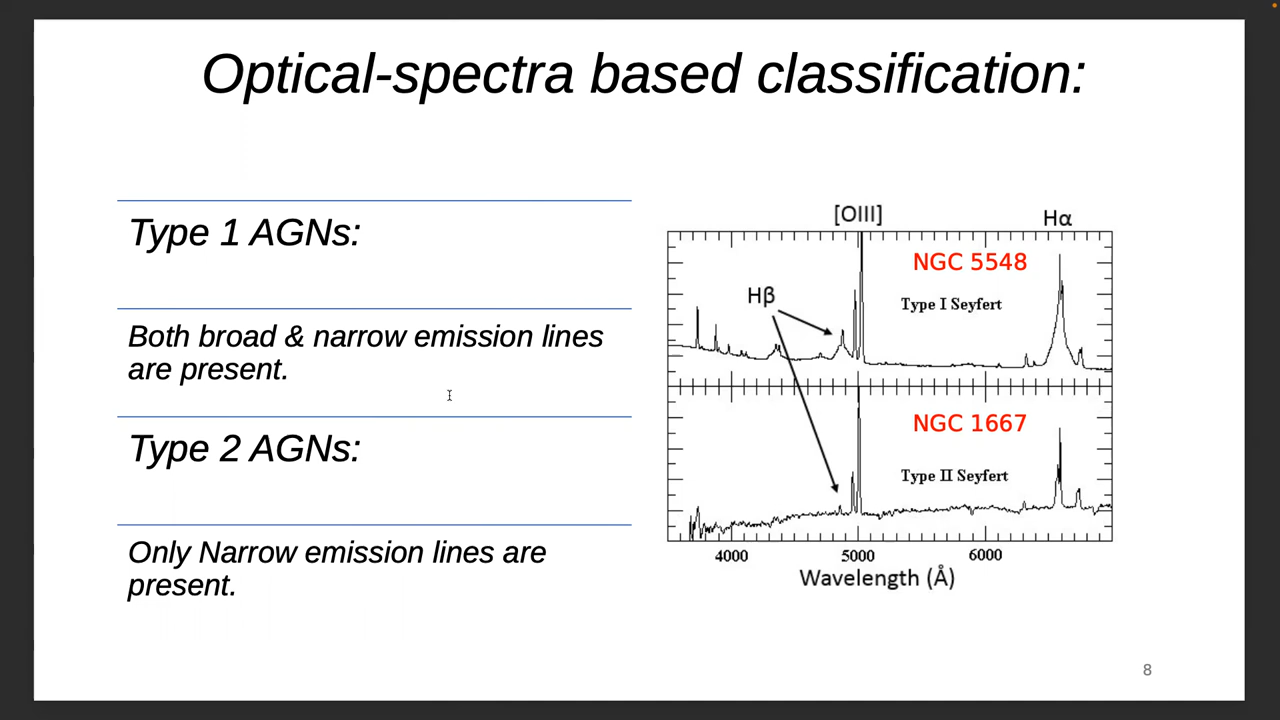 Optical-spectra based classification:
Type 1 AGNs:
Both broad & narrow emission lines
are present.
Type 2 AGNs:
Only Narrow emission lines are
present.
[OIII]
Hα
NGC 5548
Hβ
Type I Seyfert
NGC 1667
Type II Seyfert
4000 5000 6000
Wavelength (Å)
8